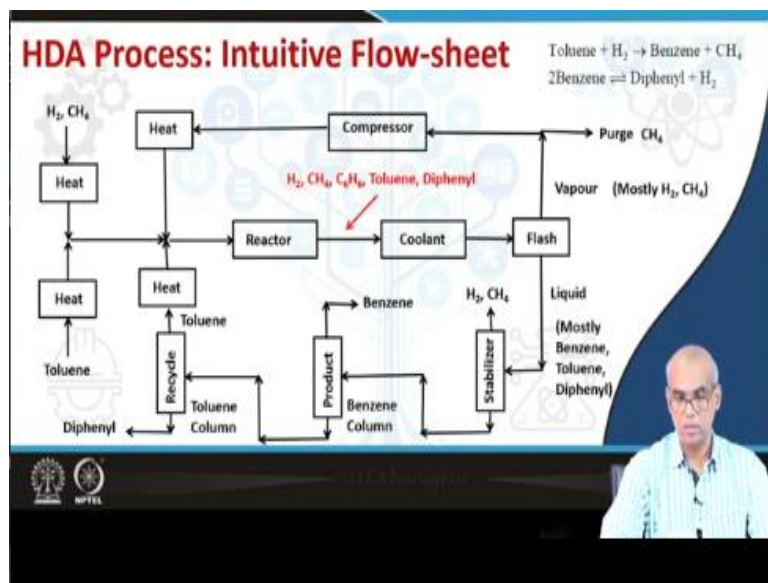 HDA Process: Intuitive Flow-sheet
Toluene + H₂ → Benzene + CH₄
2Benzene ⇌ Diphenyl + H₂
H₂, CH₄
Heat
Compressor
Purge CH₄
Heat
H₂, CH₄, C₆H₆, Toluene, Diphenyl
Vapour (Mostly H₂, CH₄)
Reactor
Coolant
Flash
Heat
Heat
Toluene
Benzene
H₂, CH₄
Liquid
(Mostly
Benzene,
Toluene,
Diphenyl)
Toluene
Recycle
Product
Stabilizer
Toluene
Column
Benzene
Column
Diphenyl
NPTEL